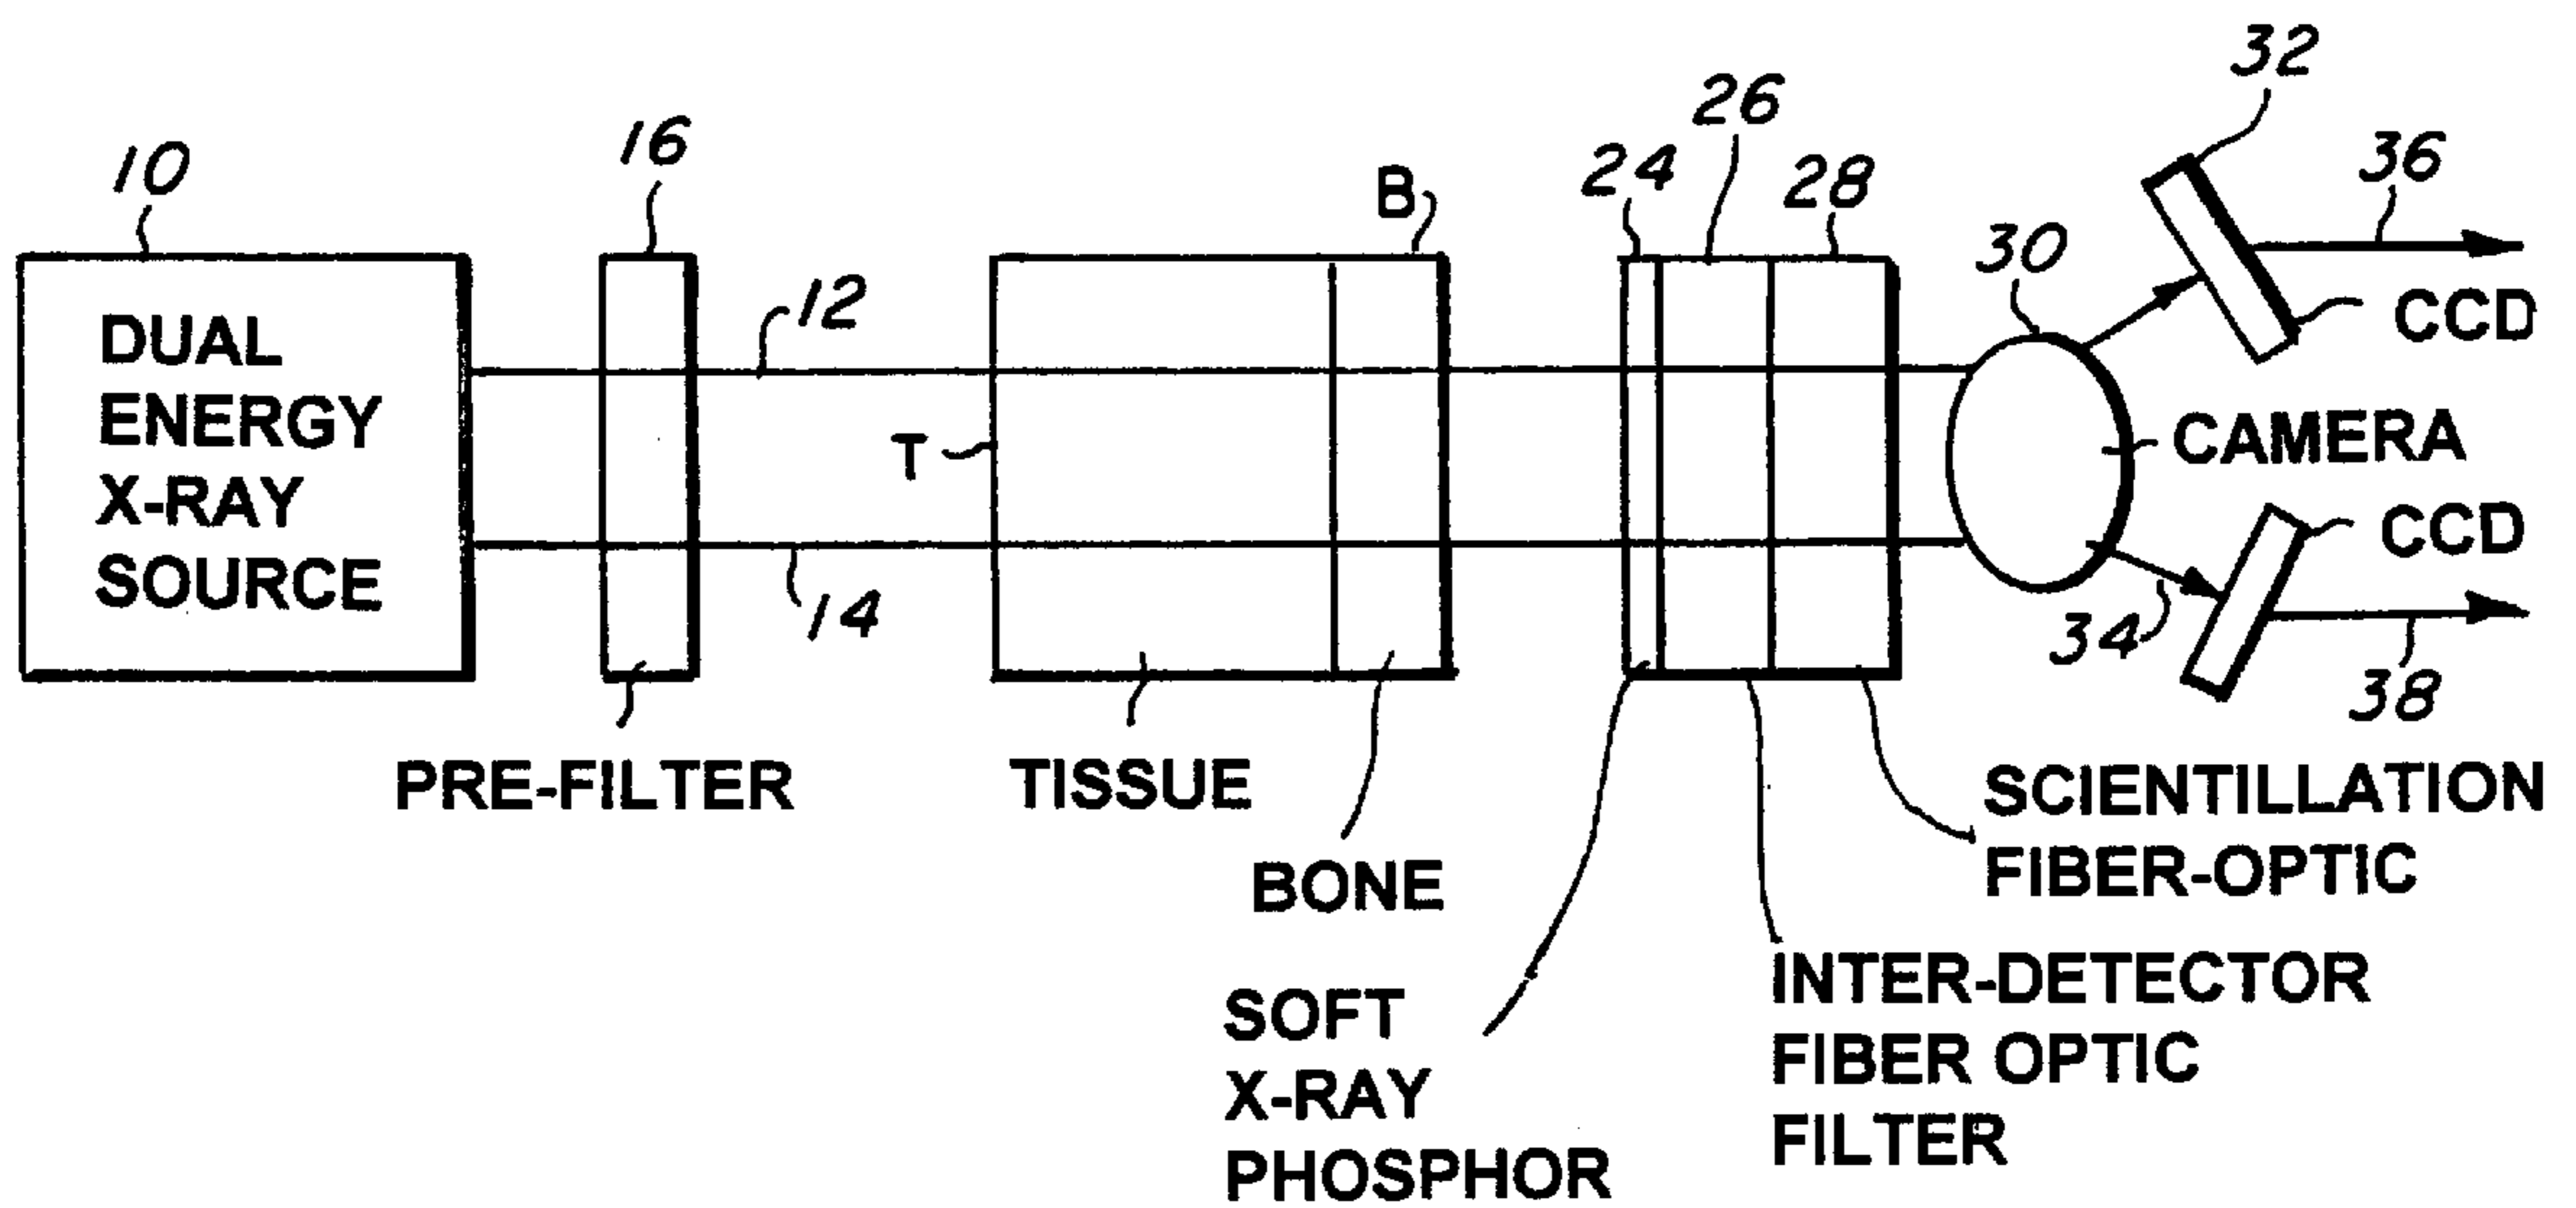 32
26
16
36
10
24
B
28
30
12
CCD
DUAL
ENERGY
X-RAY
SOURCE
T
CAMERA
CCD
14
34
38
PRE-FILTER
TISSUE
BONE
SOFT
X-RAY
PHOSPHOR
SCIENTILLATION
FIBER-OPTIC
INTER-DETECTOR
FIBER OPTIC
FILTER